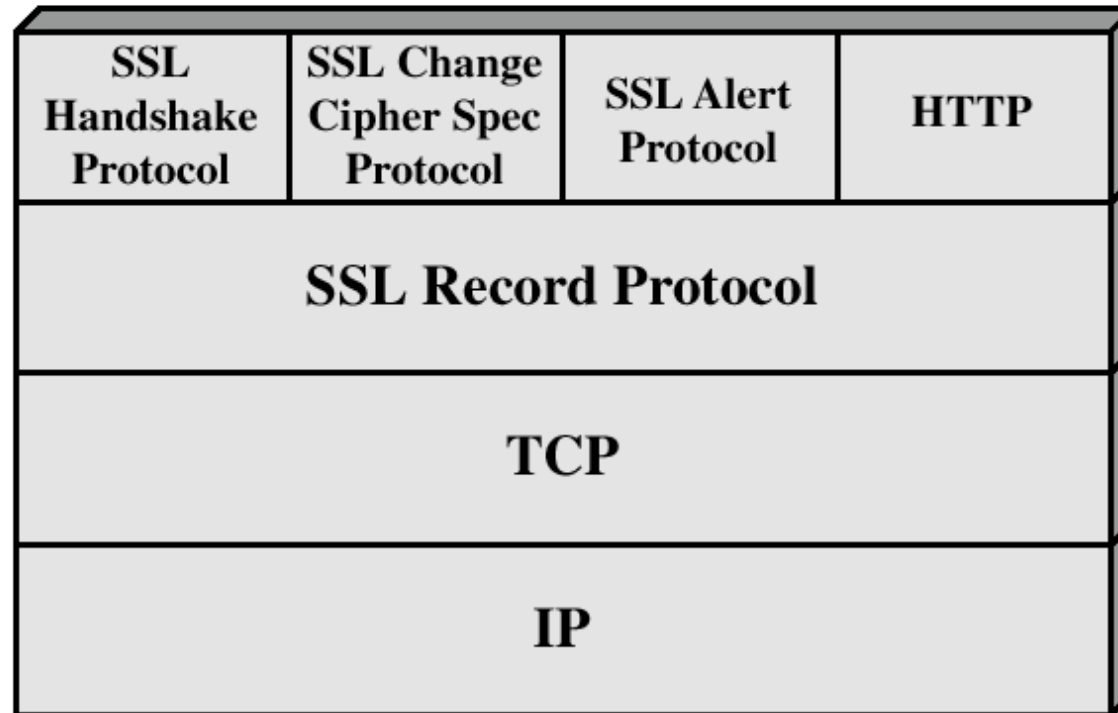 SSL
Handshake
Protocol
SSL Change
Cipher Spec
Protocol
SSL Alert
Protocol
HTTP
SSL Record Protocol
TCP
IP